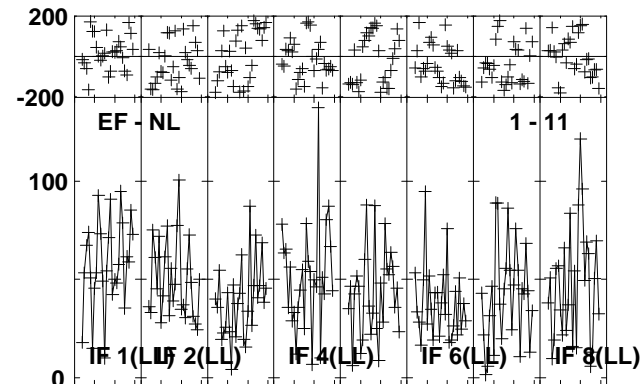 200
-200
EF - NL 1 - 11
100
IF 1(LL) IF 2(LL) IF 4(LL) IF 6(LL) IF 8(LL)
0